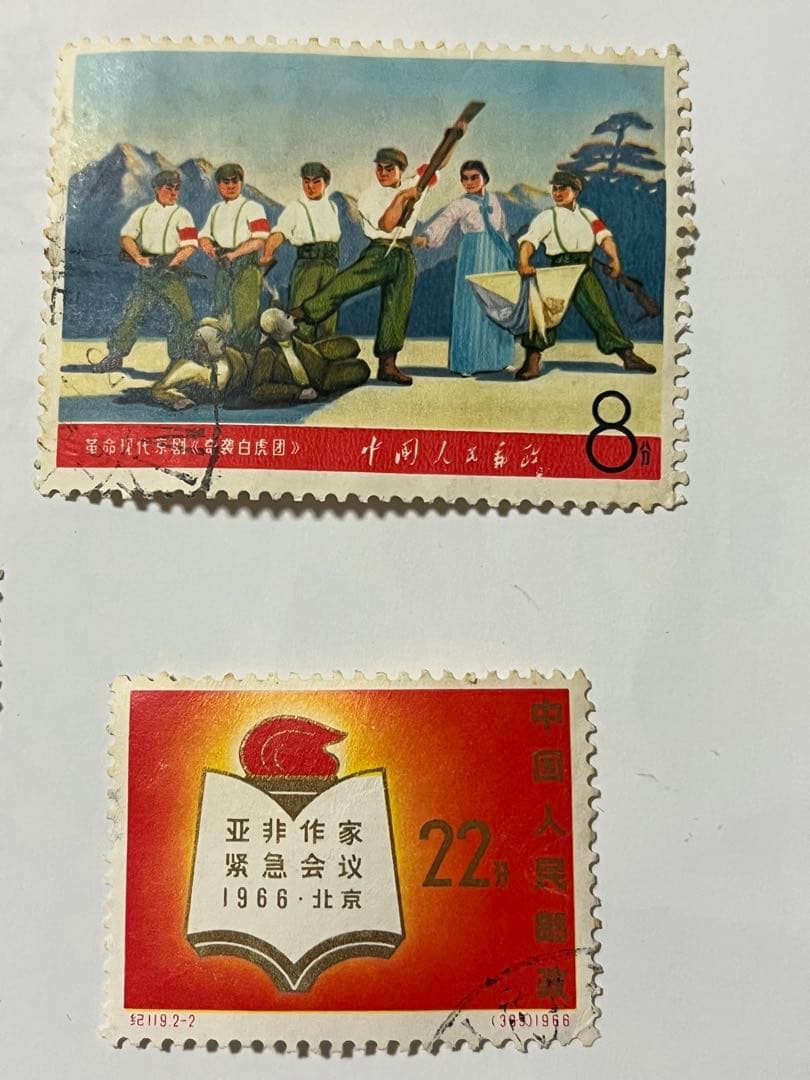 革命现代京剧《奇袭白虎团》
中国人民邮政
8分
亚非作家
紧急会议
1966·北京
22分
中国人民邮政
纪119.2-2
(385)1966